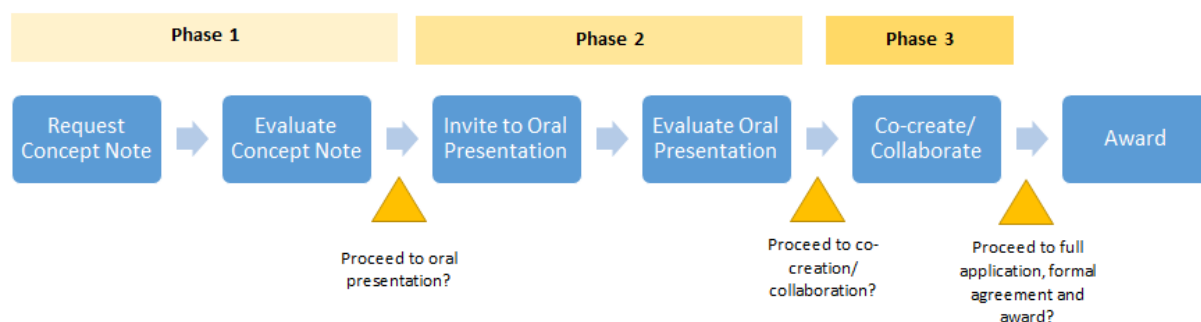 Phase 1
Phase 2
Phase 3
Request
Concept Note
Evaluate
Concept Note
Invite to Oral
Presentation
Evaluate Oral
Presentation
Co-create/
Collaborate
Award
Proceed to oral
presentation?
Proceed to co-
creation/
collaboration?
Proceed to full
application, formal
agreement and
award?